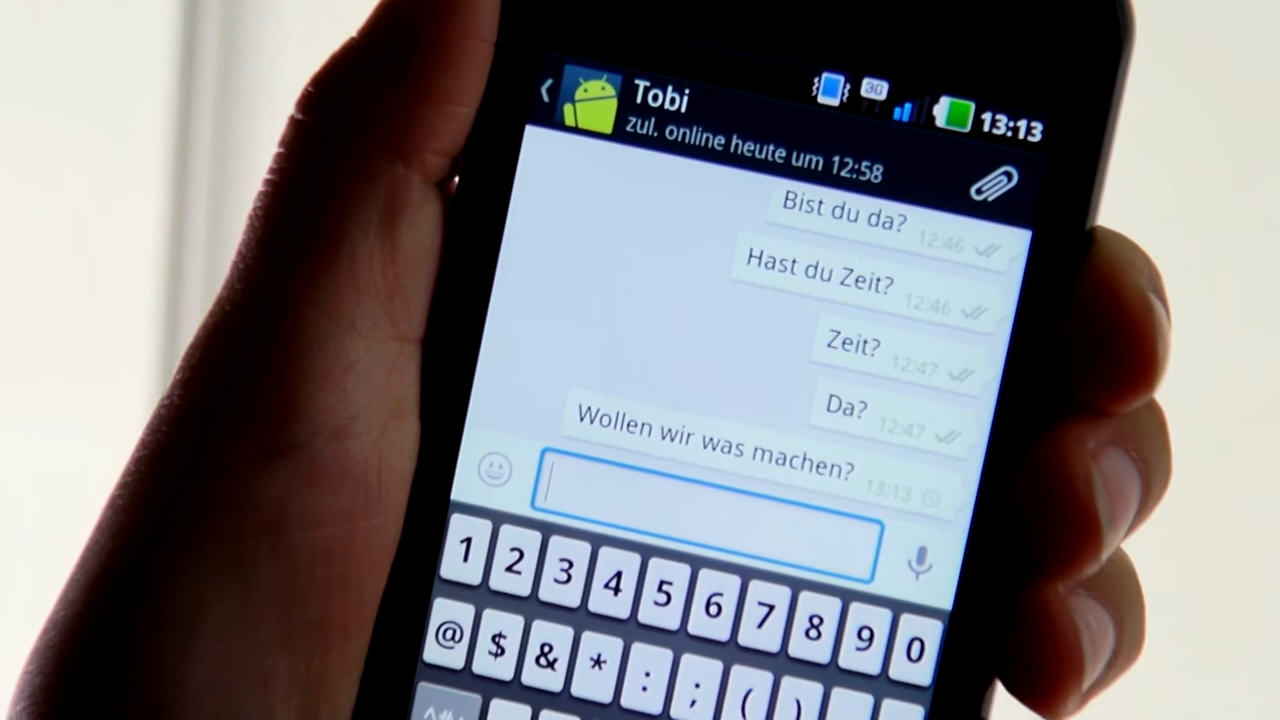 3G
13:13
Tobi
zul. online heute um 12:58
Bist du da? 12:46
Hast du Zeit? 12:46
Zeit? 12:47
Da? 12:47
Wollen wir was machen? 13:13
1 2 3 4 5 6 7 8 9 0
@ $ & * : ; ( )